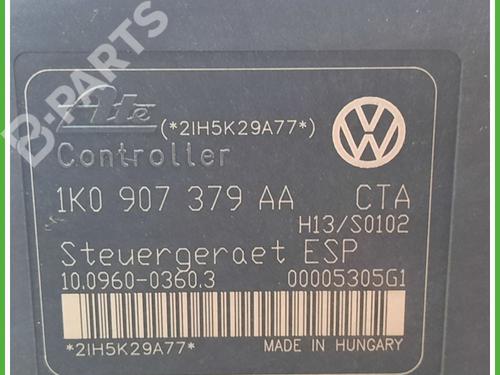 B-PARTS
Ate (*2IH5K29A77*)
Controller
1K0 907 379 AA CTA
H13/S0102
Steuergeraet ESP
10.0960-0360.3 00005305G1
*2IH5K29A77* MADE IN HUNGARY